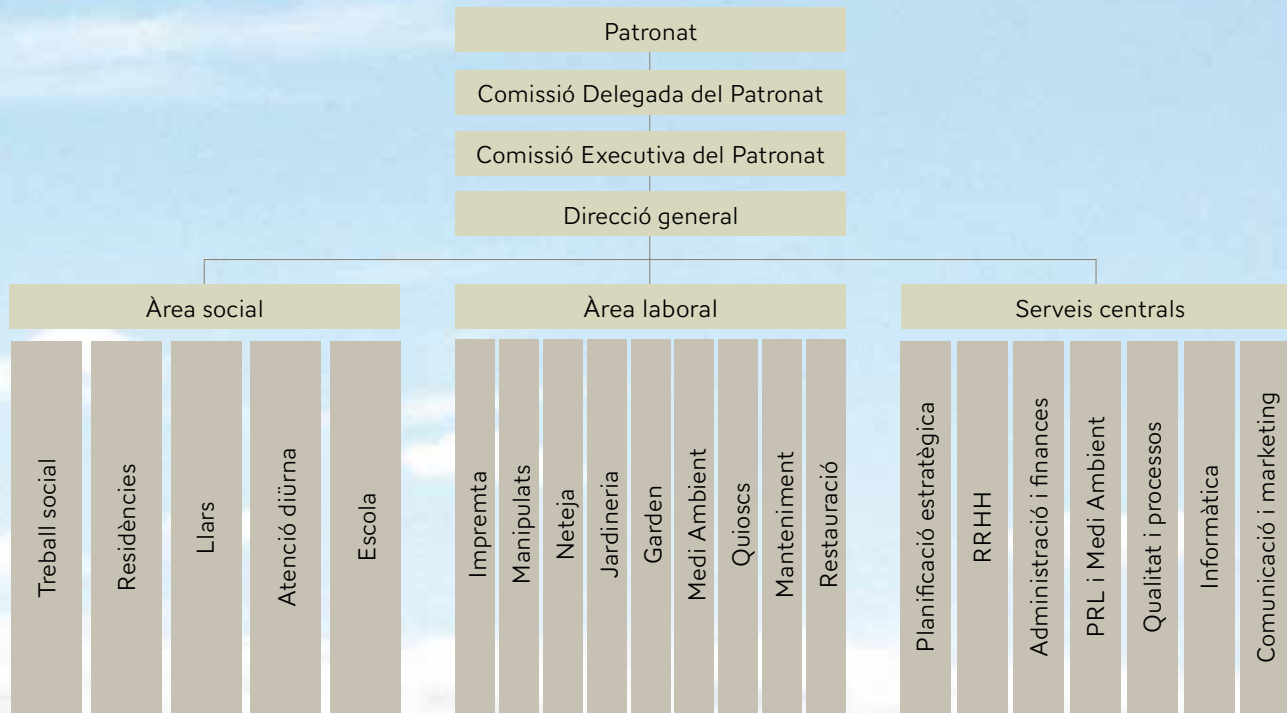 Patronat
Comissió Delegada del Patronat
Comissió Executiva del Patronat
Direcció general
Àrea social
Àrea laboral
Serveis centrals
Treball social
Residències
Llars
Atenció diürna
Escola
Impremta
Manipulats
Neteja
Jardineria
Garden
Medi Ambient
Quioscs
Manteniment
Restauració
Planificació estratègica
RRHH
Administració i finances
PRL i Medi Ambient
Qualitat i processos
Informàtica
Comunicació i marketing